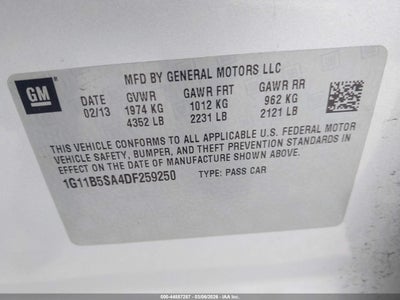 MFD BY GENERAL MOTORS LLC
GM
DATE GVWR GAWR FRT GAWR RR
02/13 1974 KG 1012 KG 962 KG
4352 LB 2231 LB 2121 LB
THIS VEHICLE CONFORMS TO ALL APPLICABLE U.S. FEDERAL MOTOR
VEHICLE SAFETY, BUMPER, AND THEFT PREVENTION STANDARDS IN
EFFECT ON THE DATE OF MANUFACTURE SHOWN ABOVE.
1G11B5SA4DF259250 TYPE: PASS CAR